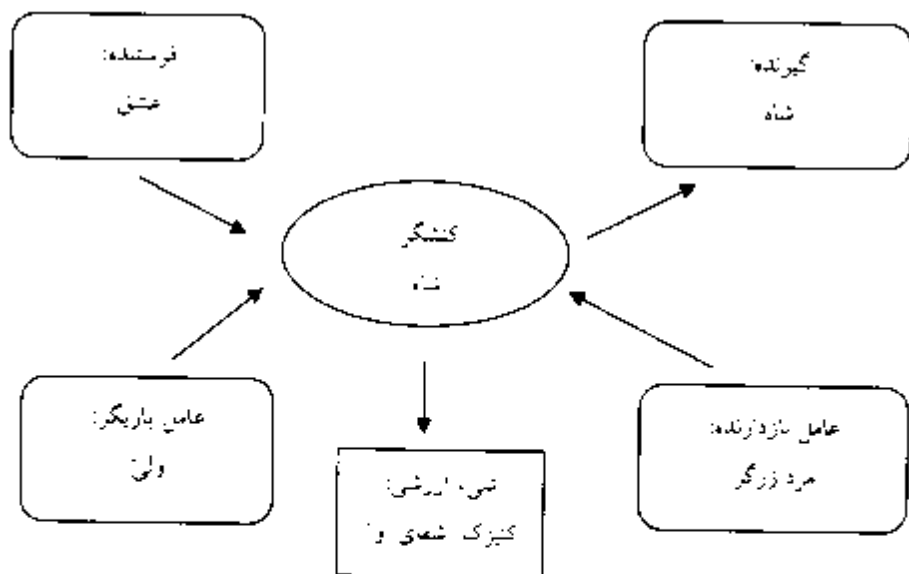 فرستنده:
عشق
گیرنده:
شاه
کنشگر
شاه
عامل یاریگر:
ولی
عامل بازدارنده:
مرد زرگر
شیء ارزشی:
کنیزک